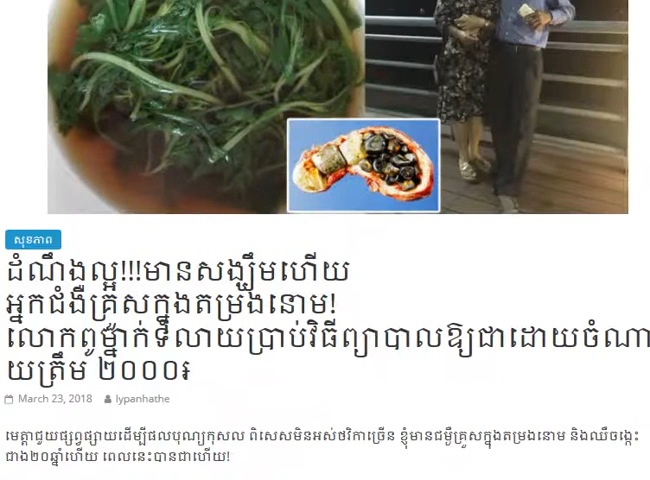 សុខភាព
ដំណឹងល្អ!!!មានសង្ឃឹមហើយ
អ្នកជំងឺគ្រួសក្នុងតម្រងនោម!
លោកពូម្នាក់ទីលាយប្រាប់វិធីព្យាបាលឱ្យជាដោយចំណា
យត្រឹម ២០០០៛
March 23, 2018 lypanhathe
មេត្តាជួយផ្សព្វផ្សាយដើម្បីផលបុណ្យកុសល ពិសេសមិនអស់ថវិកាច្រើន ខ្ញុំមានជម្ងឺគ្រួសក្នុងតម្រងនោម និងឈឺចង្កេះ
ជាង២០ឆ្នាំហើយ ពេលនេះបានជាហើយ!